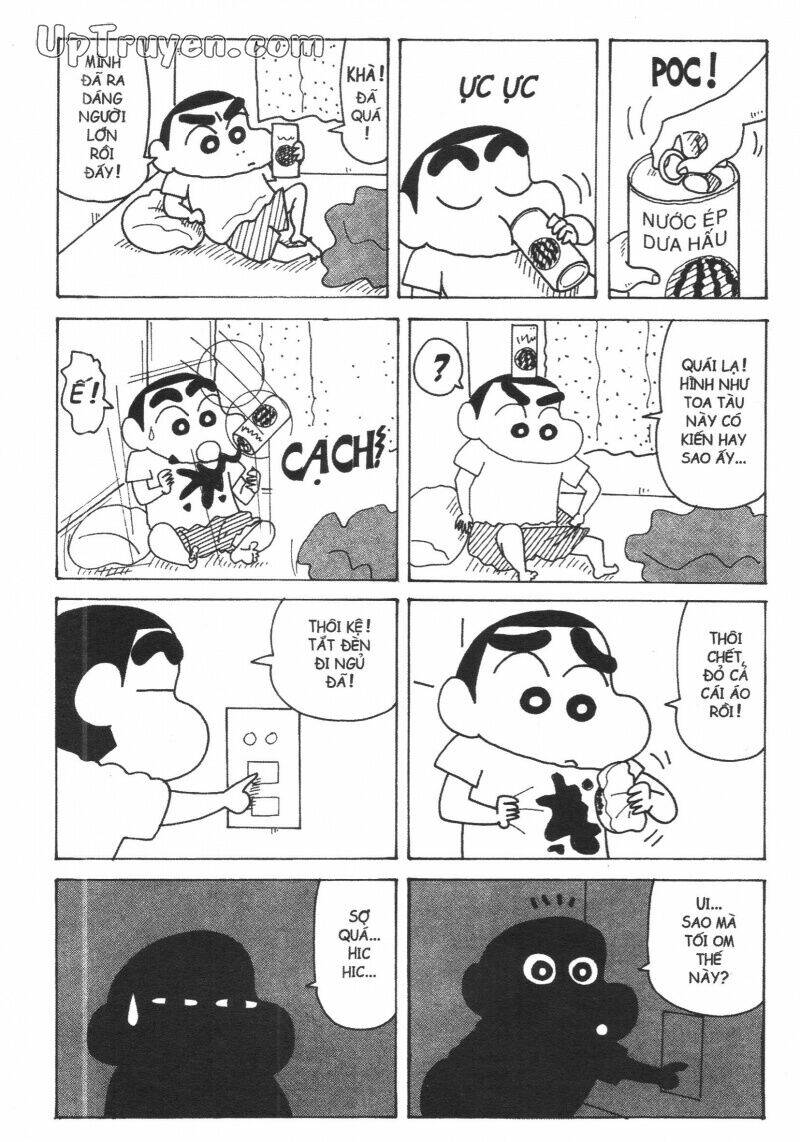 UpTruyen.com
POC!
NƯỚC ÉP
DƯA HẤU
ỰC ỰC
KHÀ!
ĐÃ
QUÁ
!
MÌNH
ĐÃ RA
DÁNG
NGƯỜI
LỚN
RỒI
ĐẤY!
QUÁI LẠ!
HÌNH NHƯ
TOA TÀU
NÀY CÓ
KIẾN HAY
SAO ẤY...
?
CẠCH!
Ế!
THÔI
CHẾT,
ĐỎ CẢ
CÁI ÁO
RỒI!
THÔI KỆ!
TẮT ĐÈN
ĐI NGỦ
ĐÃ!
UI...
SAO MÀ
TỐI OM
THẾ
NÀY?
SỢ
QUÁ...
HIC
HIC...